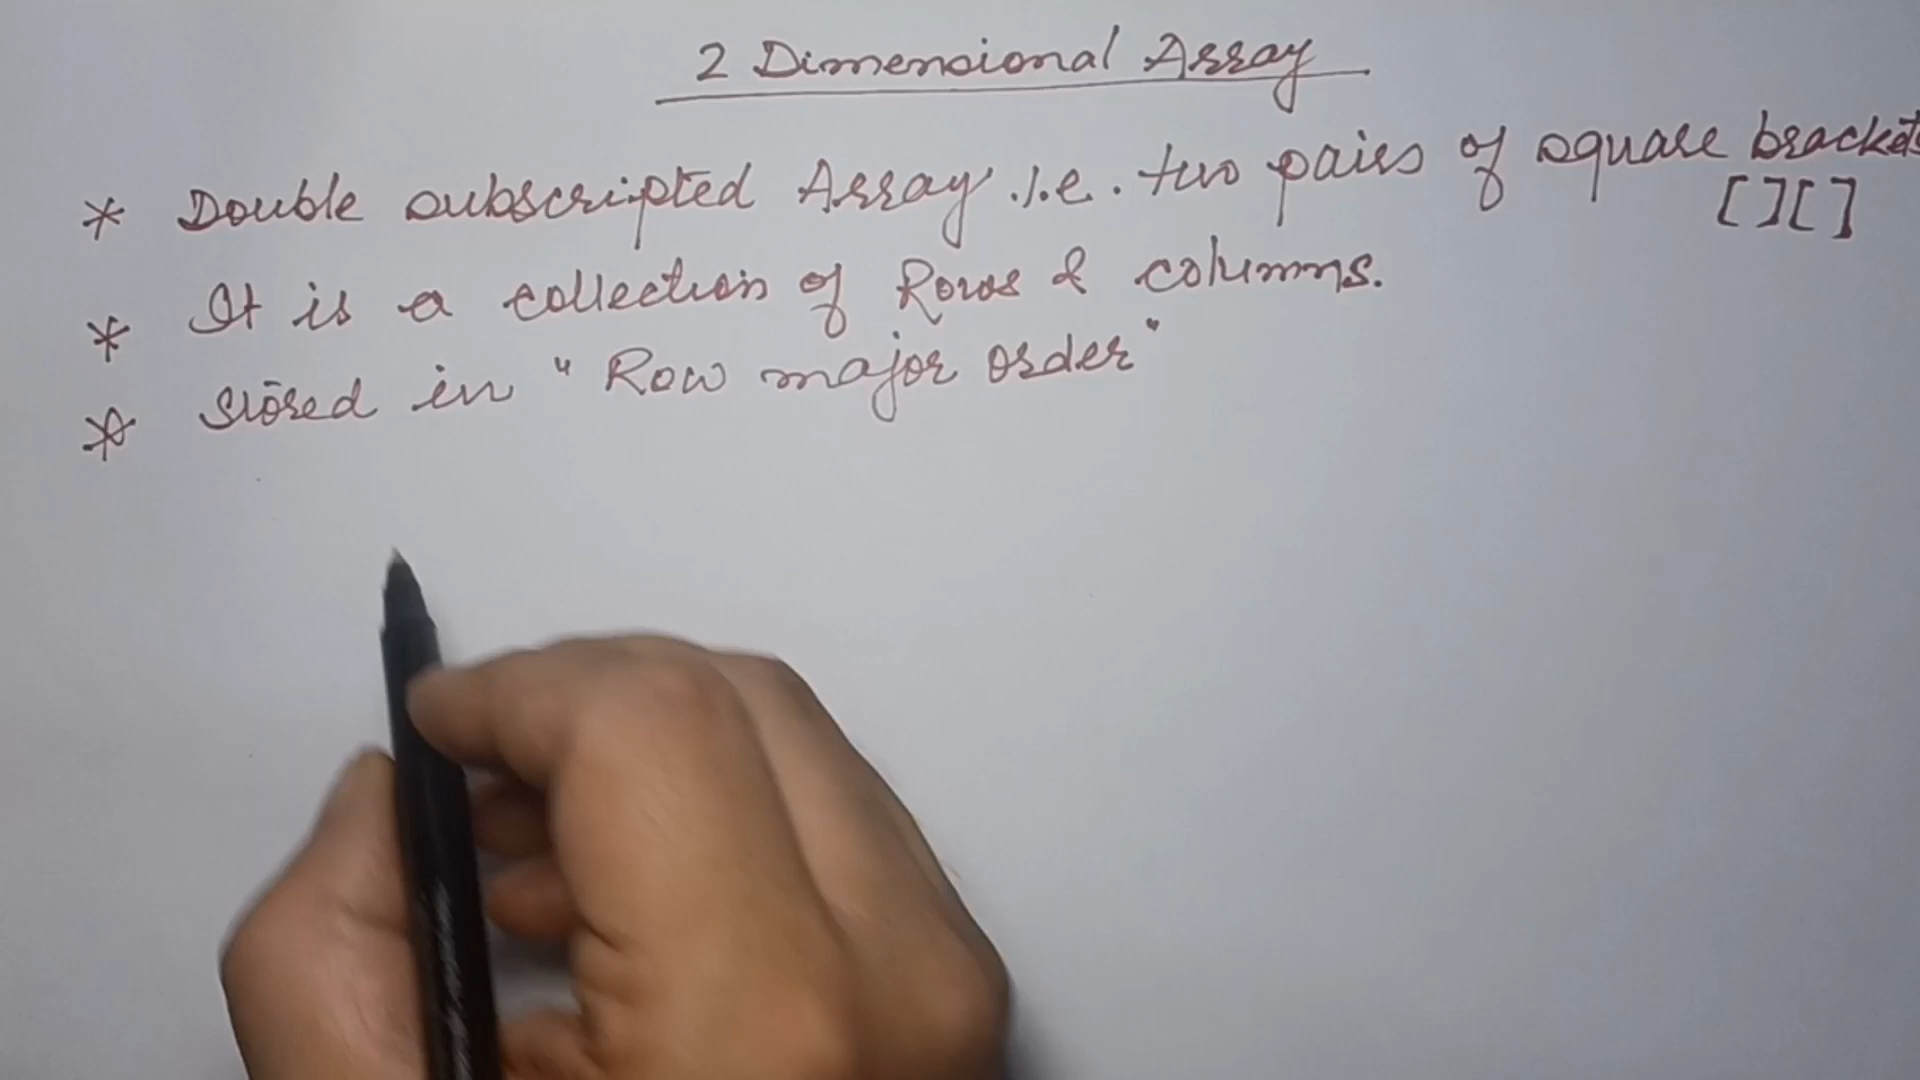 2 Dimensional Array
* Double subscripted Array i.e. two pairs of square brackets
[][]
* It is a collection of Rows & columns.
* Stored in "Row major order"